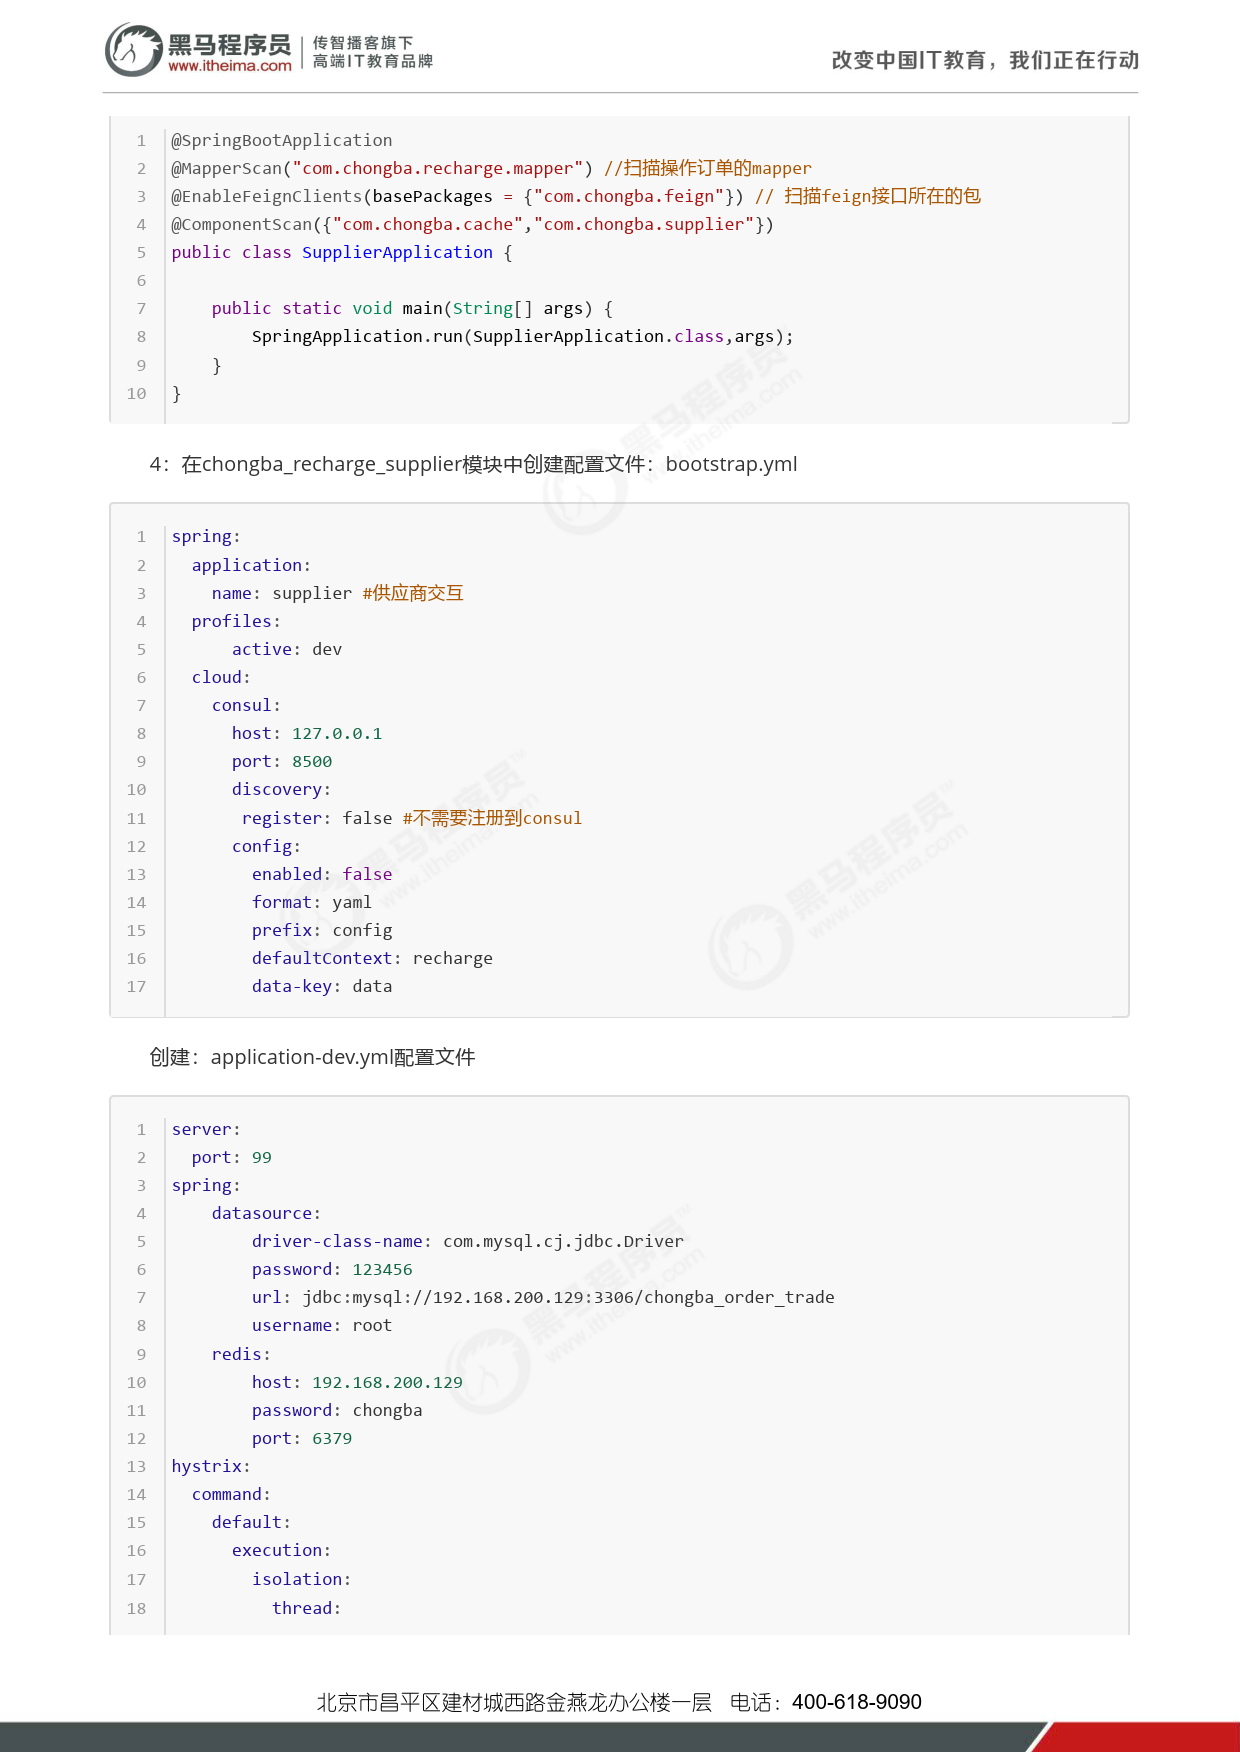 黑马程序员
www.itheima.com
传智播客旗下
高端IT教育品牌
改变中国IT教育，我们正在行动
1 @SpringBootApplication
2 @MapperScan("com.chongba.recharge.mapper") //扫描操作订单的mapper
3 @EnableFeignClients(basePackages = {"com.chongba.feign"}) // 扫描feign接口所在的包
4 @ComponentScan({"com.chongba.cache","com.chongba.supplier"})
5 public class SupplierApplication {
6
7     public static void main(String[] args) {
8         SpringApplication.run(SupplierApplication.class,args);
9     }
10 }
4：在chongba_recharge_supplier模块中创建配置文件：bootstrap.yml
1 spring:
2   application:
3     name: supplier #供应商交互
4   profiles:
5       active: dev
6   cloud:
7     consul:
8       host: 127.0.0.1
9       port: 8500
10       discovery:
11        register: false #不需要注册到consul
12       config:
13         enabled: false
14         format: yaml
15         prefix: config
16         defaultContext: recharge
17         data-key: data
创建：application-dev.yml配置文件
1 server:
2   port: 99
3 spring:
4     datasource:
5         driver-class-name: com.mysql.cj.jdbc.Driver
6         password: 123456
7         url: jdbc:mysql://192.168.200.129:3306/chongba_order_trade
8         username: root
9     redis:
10         host: 192.168.200.129
11         password: chongba
12         port: 6379
13 hystrix:
14   command:
15     default:
16       execution:
17         isolation:
18           thread:
北京市昌平区建材城西路金燕龙办公楼一层 电话：400-618-9090